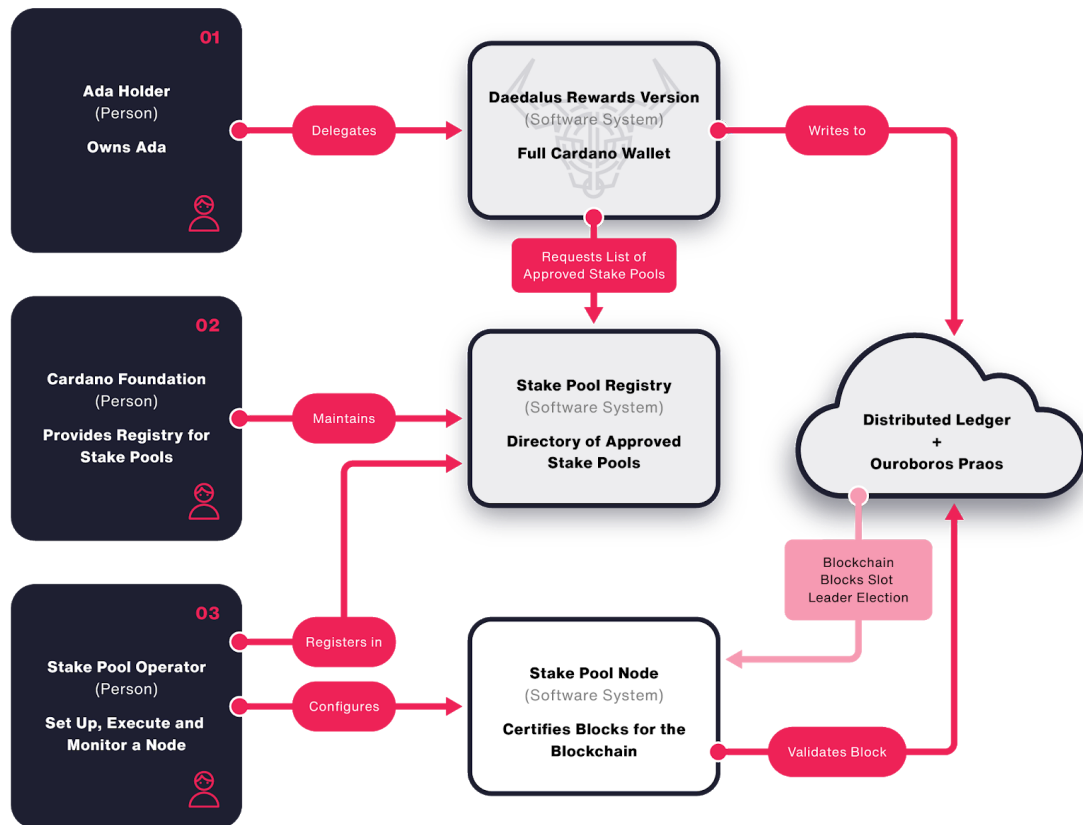 01
Ada Holder
(Person)
Owns Ada
Delegates
Daedalus Rewards Version
(Software System)
Full Cardano Wallet
Writes to
Requests List of
Approved Stake Pools
02
Cardano Foundation
(Person)
Provides Registry for
Stake Pools
Maintains
Stake Pool Registry
(Software System)
Directory of Approved
Stake Pools
Distributed Ledger
+
Ouroboros Praos
Blockchain
Blocks Slot
Leader Election
03
Stake Pool Operator
(Person)
Set Up, Execute and
Monitor a Node
Registers in
Configures
Stake Pool Node
(Software System)
Certifies Blocks for the
Blockchain
Validates Block